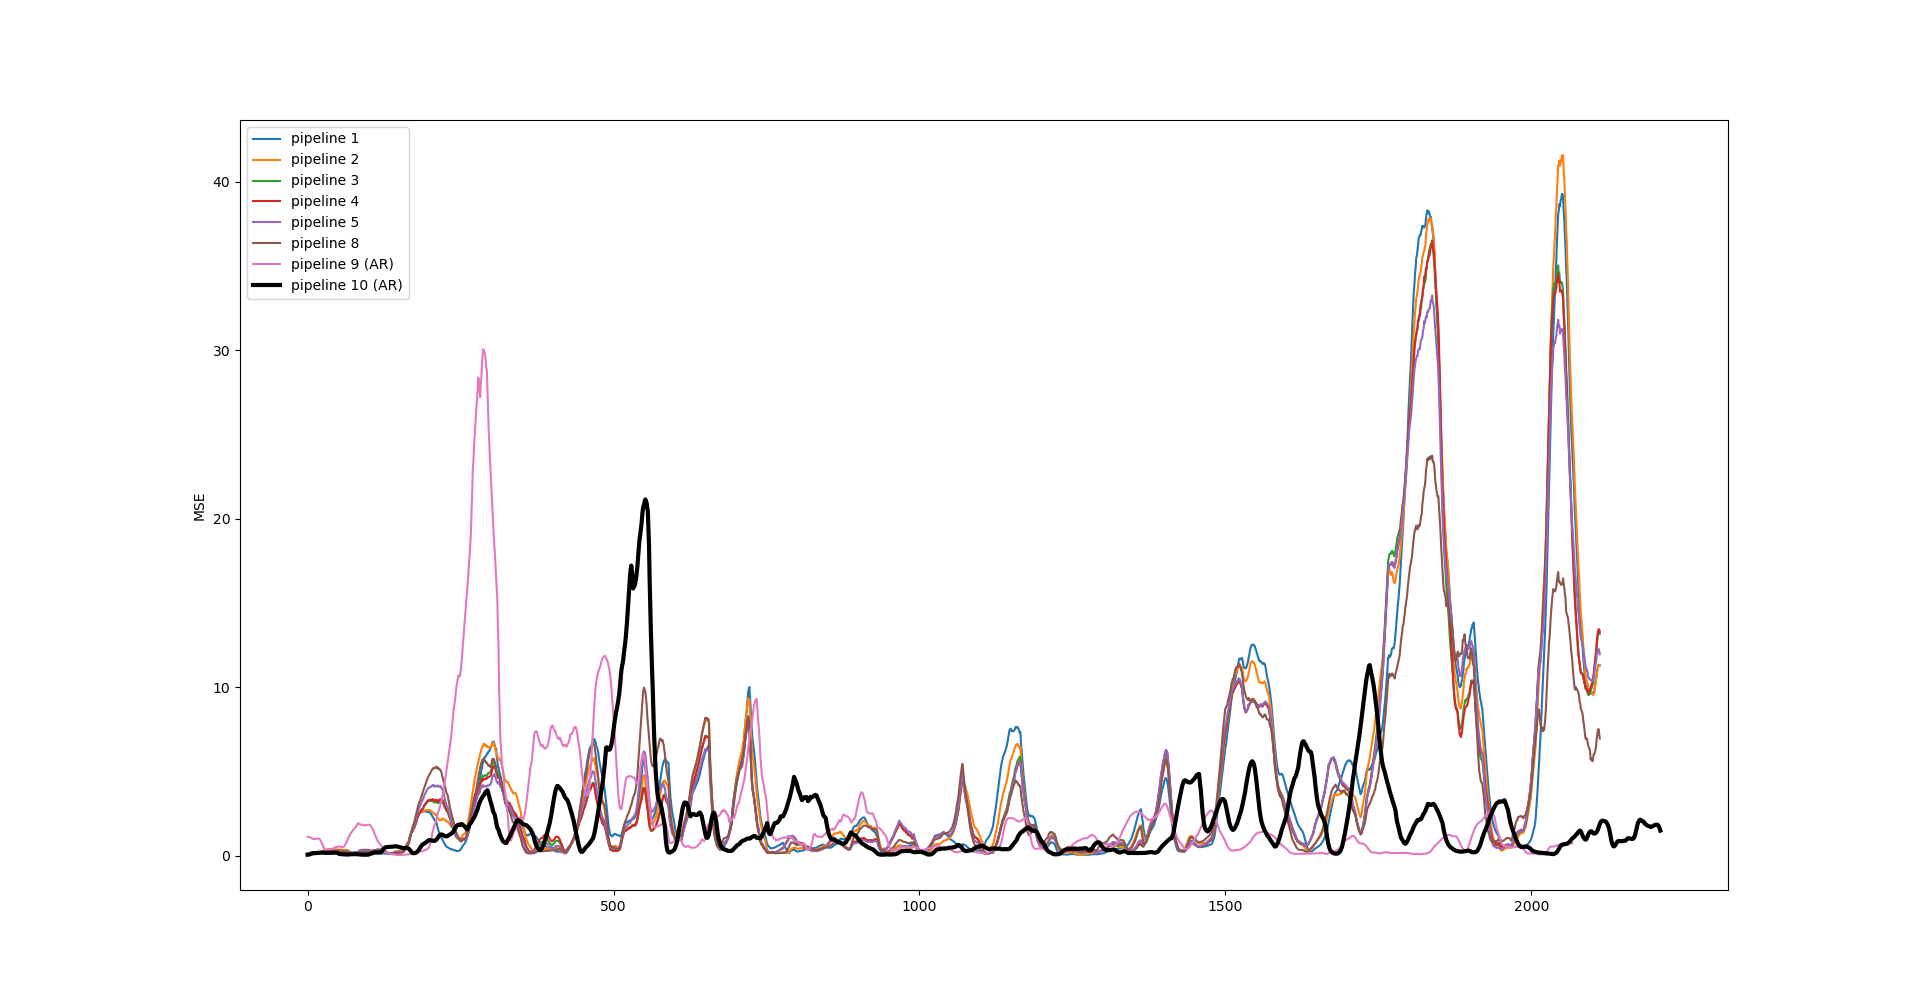 pipeline 1
pipeline 2
pipeline 3
pipeline 4
pipeline 5
pipeline 8
pipeline 9 (AR)
pipeline 10 (AR)
MSE
40
30
20
10
0
0 500 1000 1500 2000